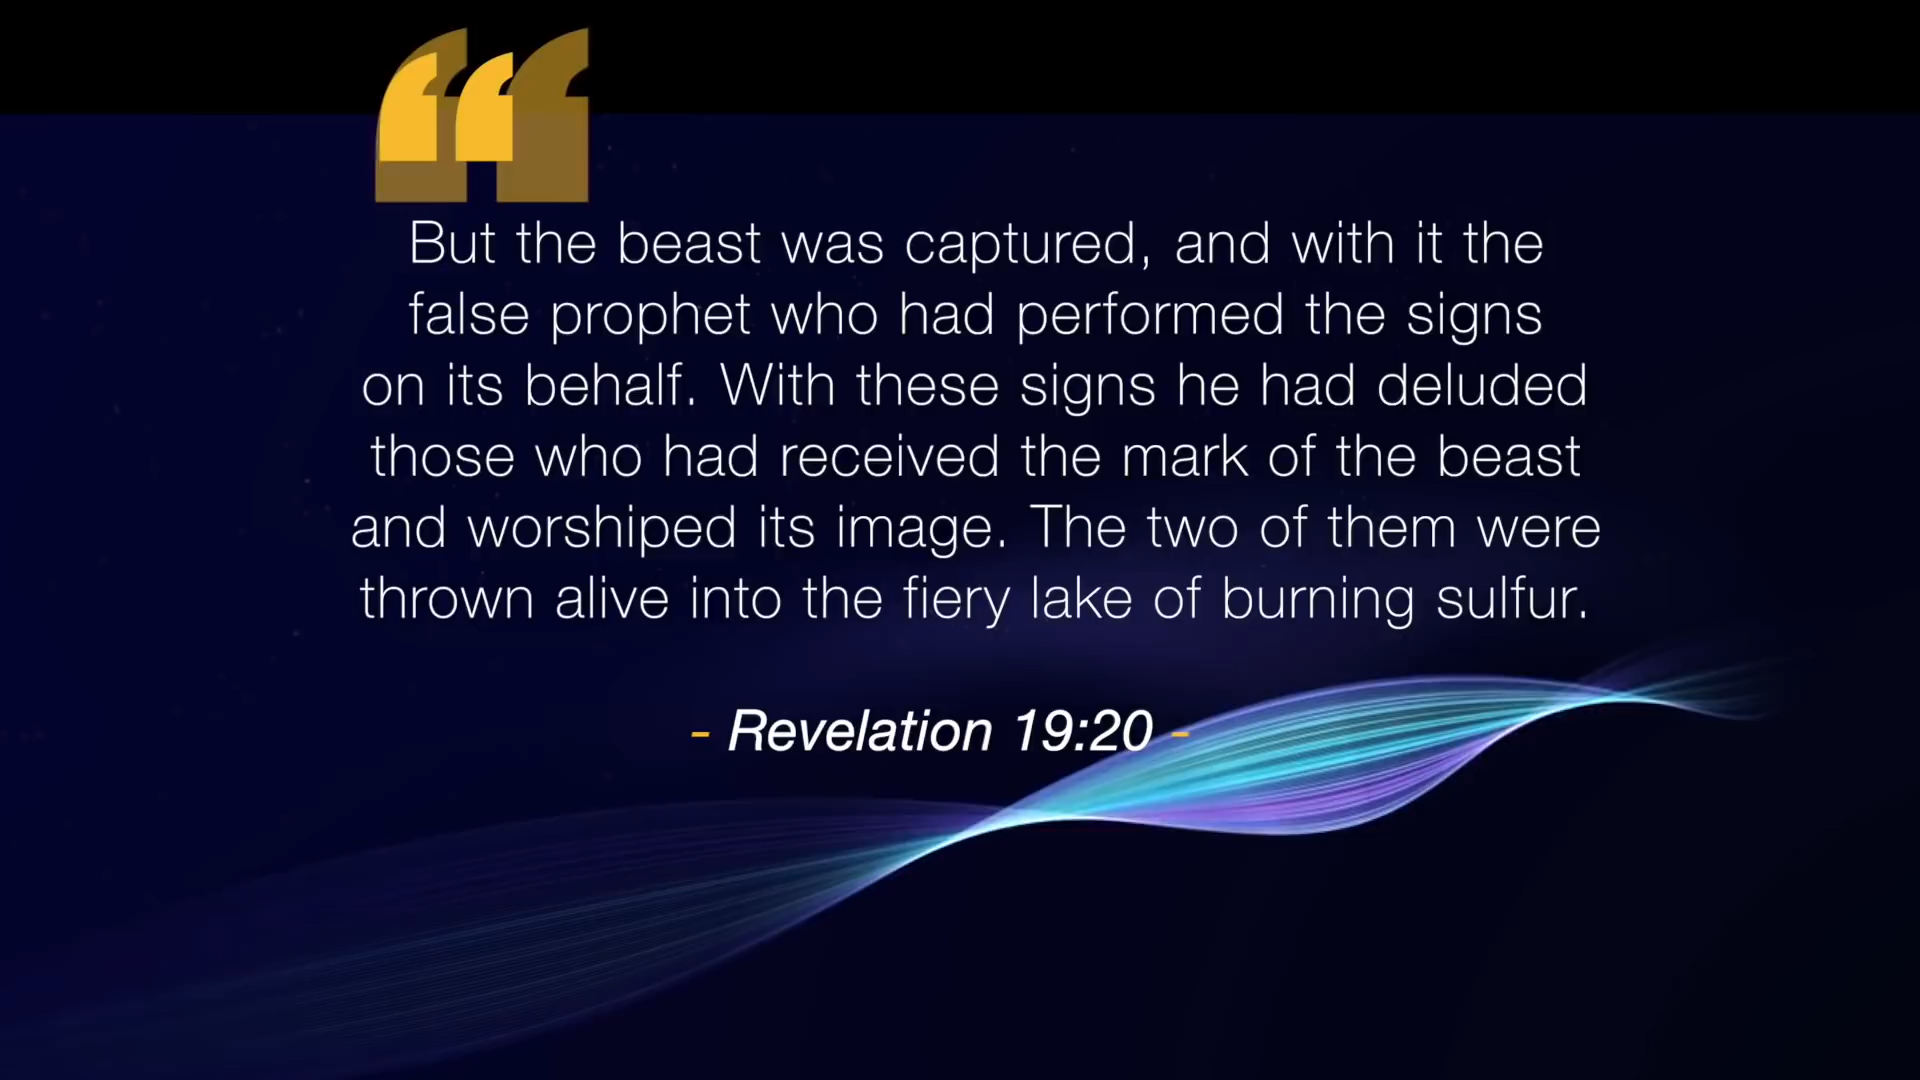 But the beast was captured, and with it the
false prophet who had performed the signs
on its behalf. With these signs he had deluded
those who had received the mark of the beast
and worshiped its image. The two of them were
thrown alive into the fiery lake of burning sulfur.
- Revelation 19:20 -